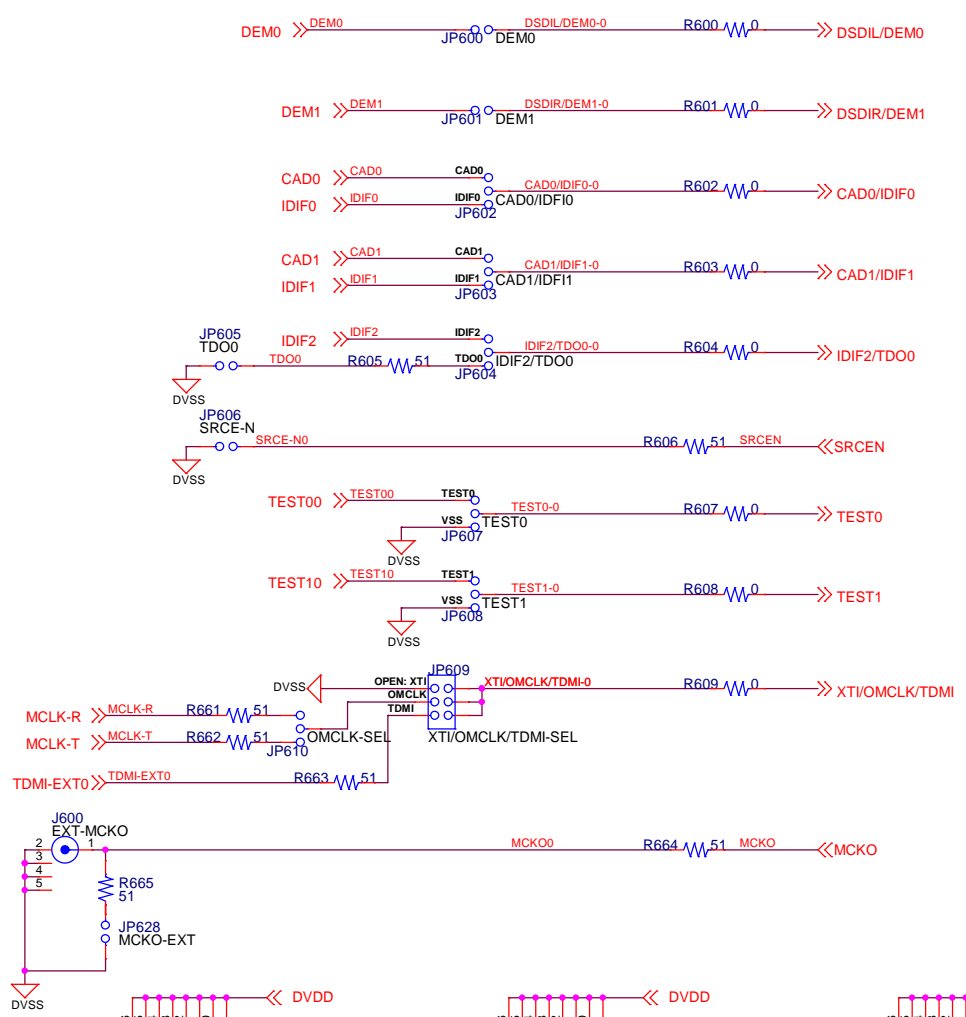 DEM0 DEM0 JP600 DEM0 DSDIL/DEM0-0 R600 0 DSDIL/DEM0
DEM1 DEM1 JP601 DEM1 DSDIR/DEM1-0 R601 0 DSDIR/DEM1
CAD0 CAD0 CAD0
CAD0/IDIF0-0 R602 0 CAD0/IDIF0
IDIF0 IDIF0 IDIF0 CAD0/IDFI0
JP602
CAD1 CAD1 CAD1
CAD1/IDIF1-0 R603 0 CAD1/IDIF1
IDIF1 IDIF1 IDIF1 CAD1/IDFI1
JP603
JP605
TDO0
IDIF2 IDIF2 IDIF2
IDIF2/TDO0-0 R604 0 IDIF2/TDO0
TDO0 R605 51 TDO0 IDIF2/TDO0
JP604
DVSS
JP606
SRCE-N
SRCE-N0 R606 51 SRCEN SRCEN
DVSS
TEST00 TEST00 TEST0
TEST0-0 R607 0 TEST0
VSS TEST0
JP607
DVSS
TEST10 TEST10 TEST1
TEST1-0 R608 0 TEST1
VSS TEST1
JP608
DVSS
JP609
DVSS OPEN: XTI XTI/OMCLK/TDMI-0 R609 0 XTI/OMCLK/TDMI
OMCLK
MCLK-R MCLK-R R661 51 TDMI
OMCLK-SEL XTI/OMCLK/TDMI-SEL
MCLK-T MCLK-T R662 51 JP610
TDMI-EXT0 TDMI-EXT0 R663 51
J600
EXT-MCKO
2 1 MCKO0 R664 51 MCKO MCKO
3
4
5
R665
51
JP628
MCKO-EXT
DVSS
DVDD DVDD